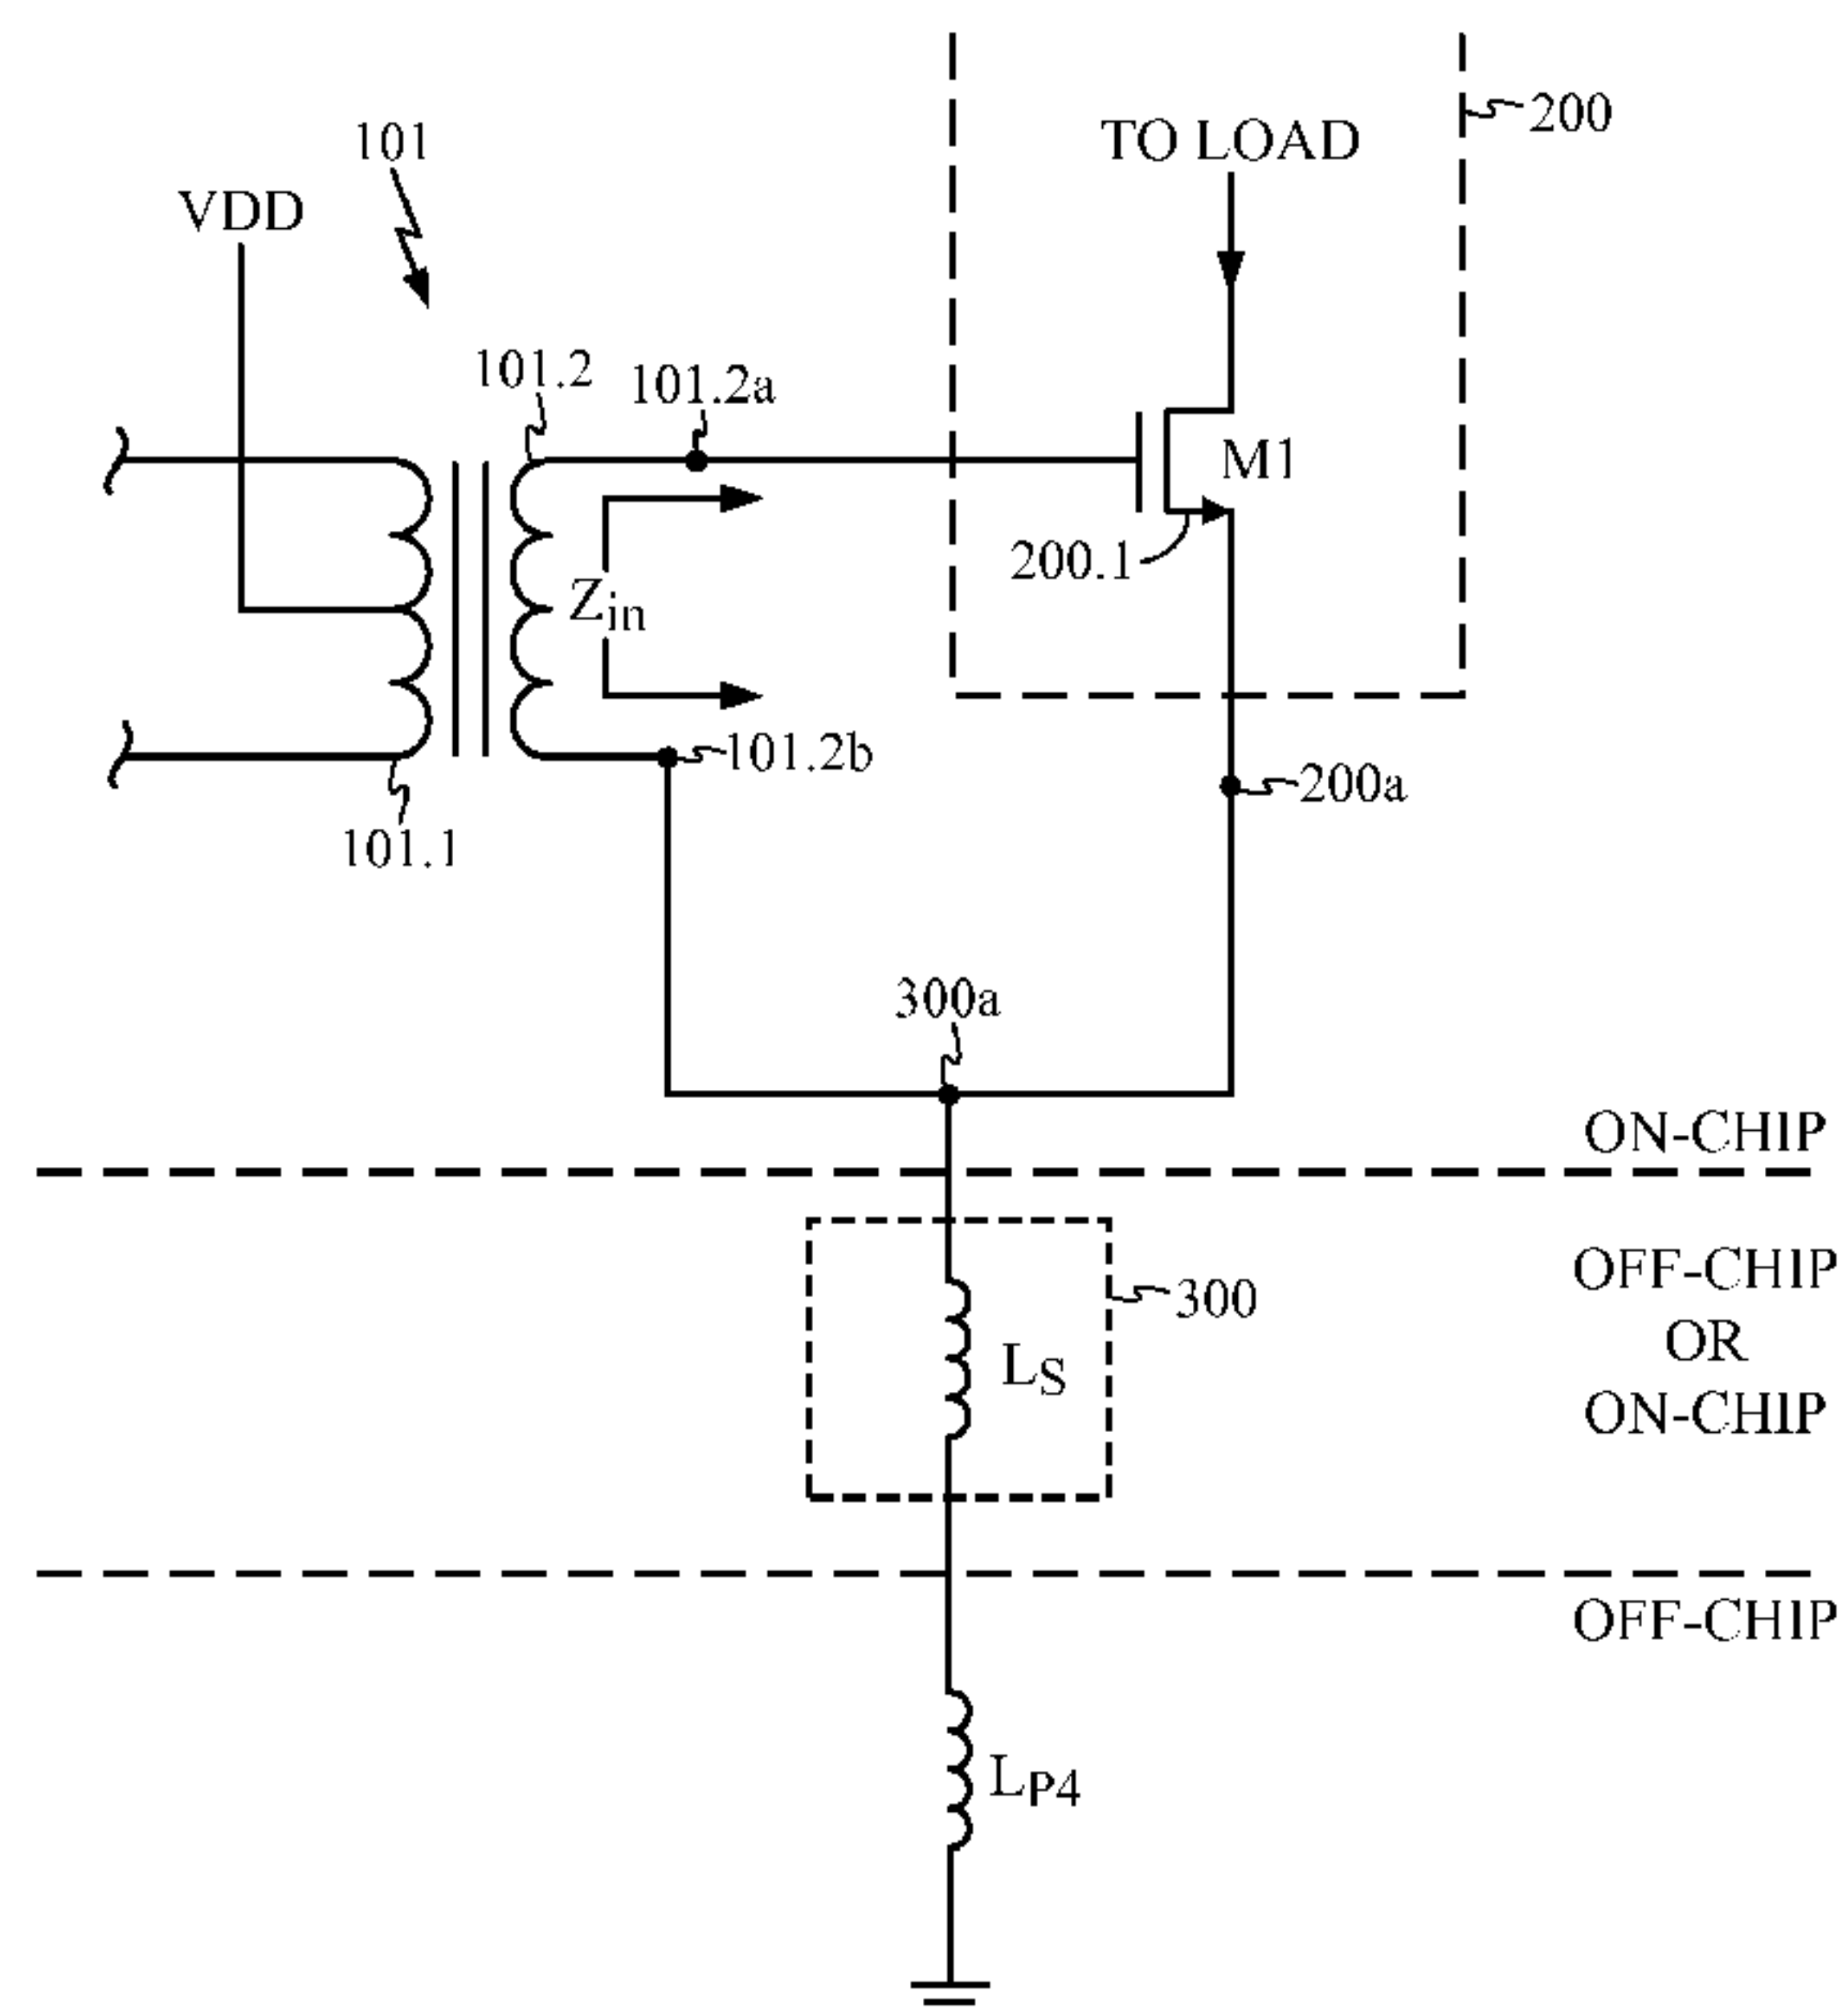 200
TO LOAD
101
VDD
101.2
101.2a
M1
200.1
Zin
101.2b
200a
101.1
300a
ON-CHIP
OFF-CHIP
OR
ON-CHIP
300
LS
OFF-CHIP
LP4